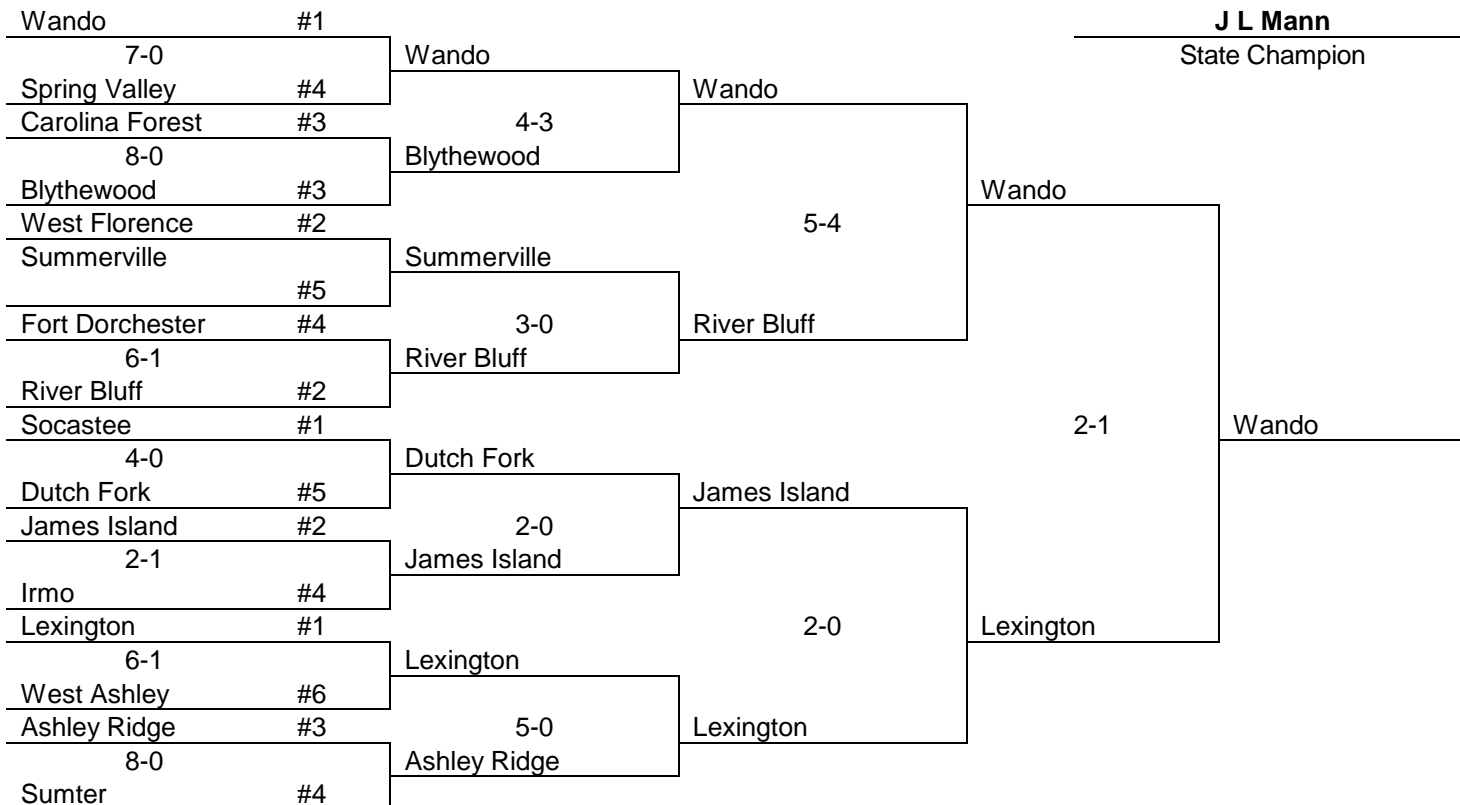 Wando #1 J L Mann
7-0 Wando State Champion
Spring Valley #4 Wando
Carolina Forest #3 4-3
8-0 Blythewood
Blythewood #3 Wando
West Florence #2 5-4
Summerville Summerville
#5
Fort Dorchester #4 3-0 River Bluff
6-1 River Bluff
River Bluff #2
Socastee #1 2-1 Wando
4-0 Dutch Fork
Dutch Fork #5 James Island
James Island #2 2-0
2-1 James Island
Irmo #4
Lexington #1 2-0 Lexington
6-1 Lexington
West Ashley #6
Ashley Ridge #3 5-0 Lexington
8-0 Ashley Ridge
Sumter #4